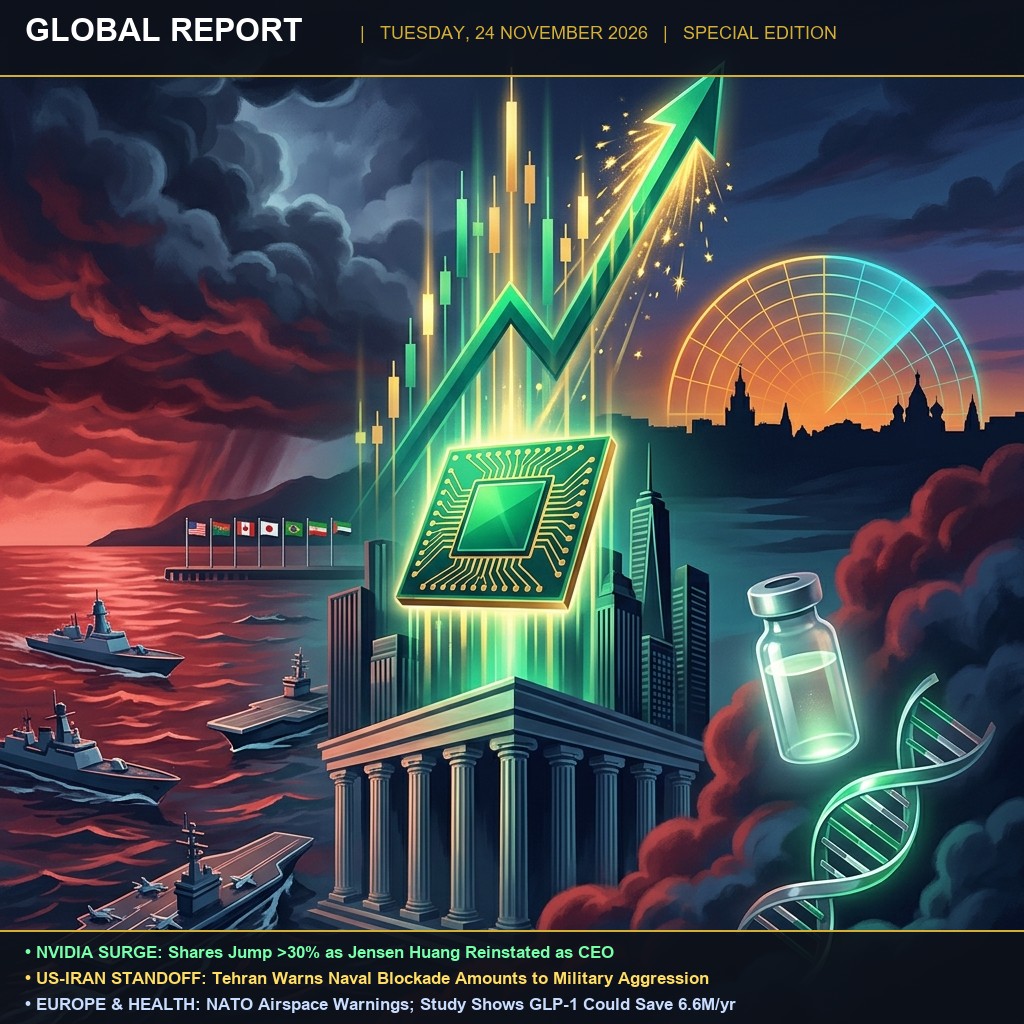 GLOBAL REPORT | TUESDAY, 24 NOVEMBER 2026 | SPECIAL EDITION
• NVIDIA SURGE: Shares Jump >30% as Jensen Huang Reinstated as CEO
• US-IRAN STANDOFF: Tehran Warns Naval Blockade Amounts to Military Aggression
• EUROPE & HEALTH: NATO Airspace Warnings; Study Shows GLP-1 Could Save 6.6M/yr